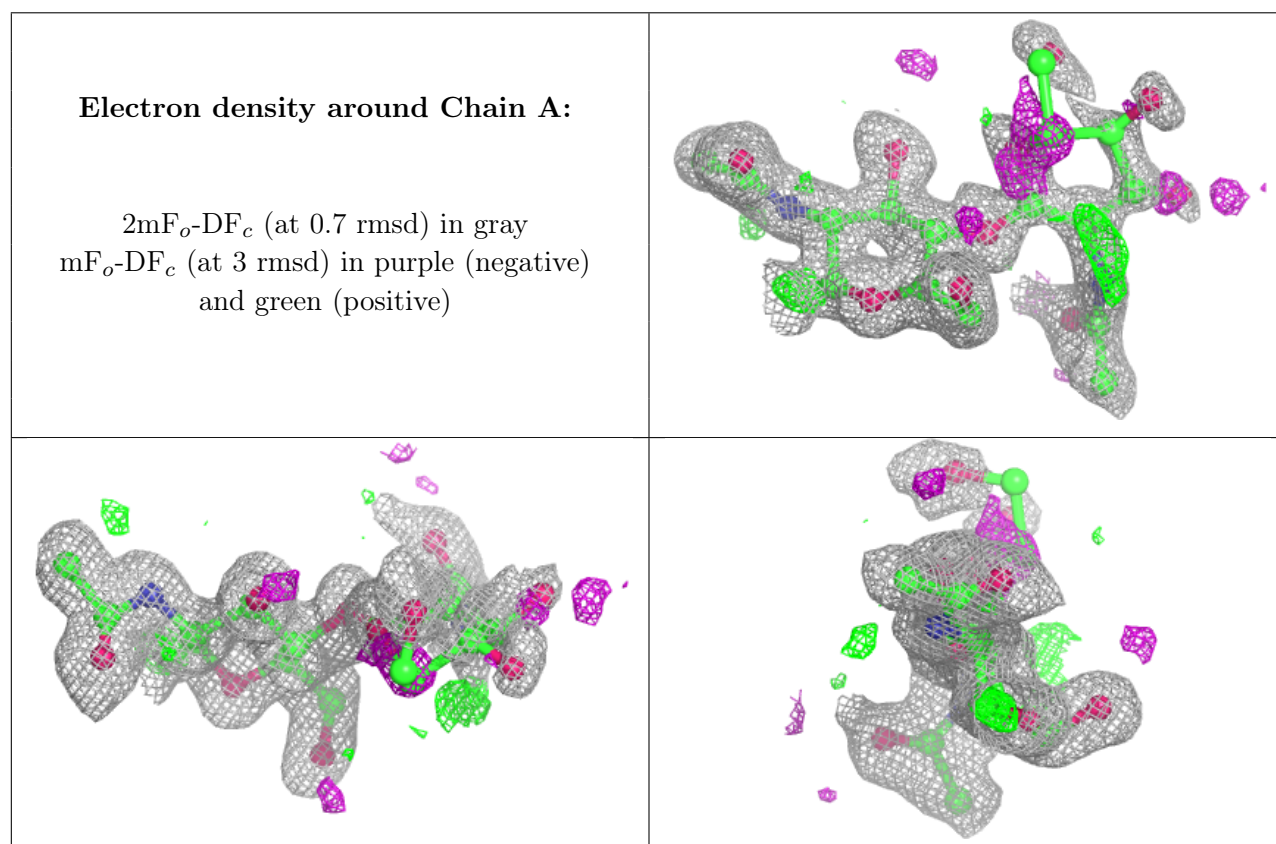 Electron density around Chain A:
2mFₒ-DF𝒸 (at 0.7 rmsd) in gray
mFₒ-DF𝒸 (at 3 rmsd) in purple (negative)
and green (positive)